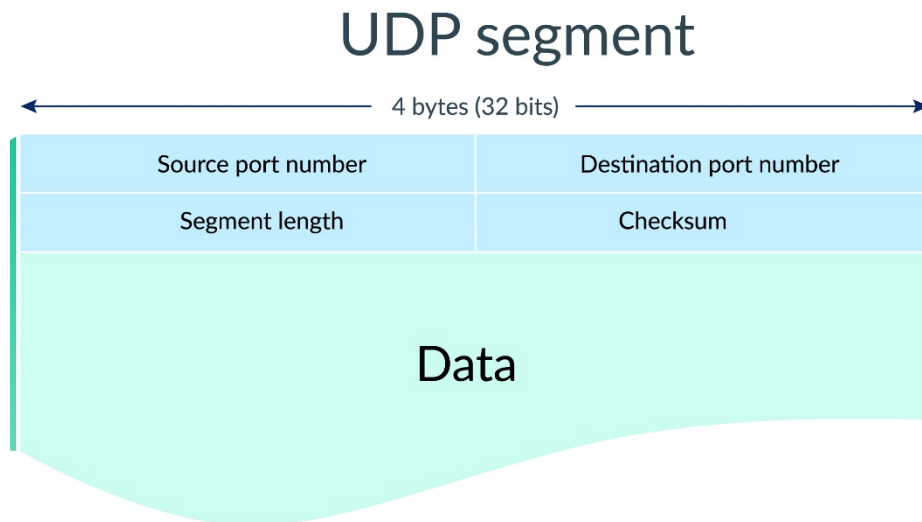 UDP segment
4 bytes (32 bits)
Source port number
Destination port number
Segment length
Checksum
Data